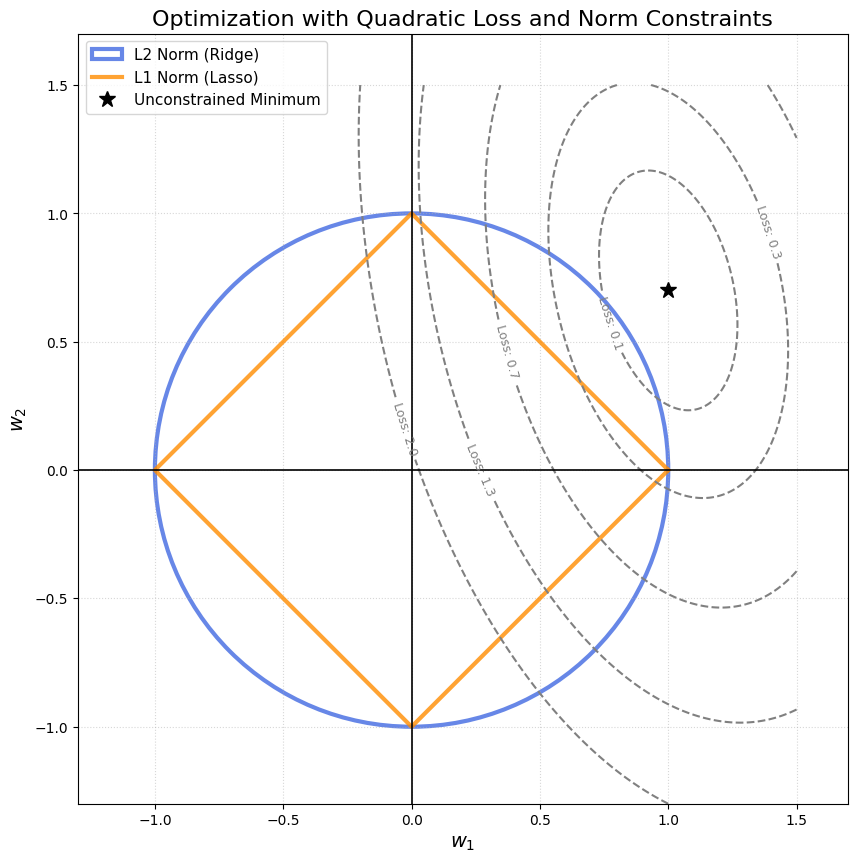 Optimization with Quadratic Loss and Norm Constraints
L2 Norm (Ridge)
L1 Norm (Lasso)
Unconstrained Minimum
1.5
1.0
0.5
0.0
−0.5
−1.0
w₂
Loss: 0.3
Loss: 0.1
Loss: 0.7
Loss: 2.0
Loss: 1.3
−1.0
−0.5
0.0
0.5
1.0
1.5
w₁